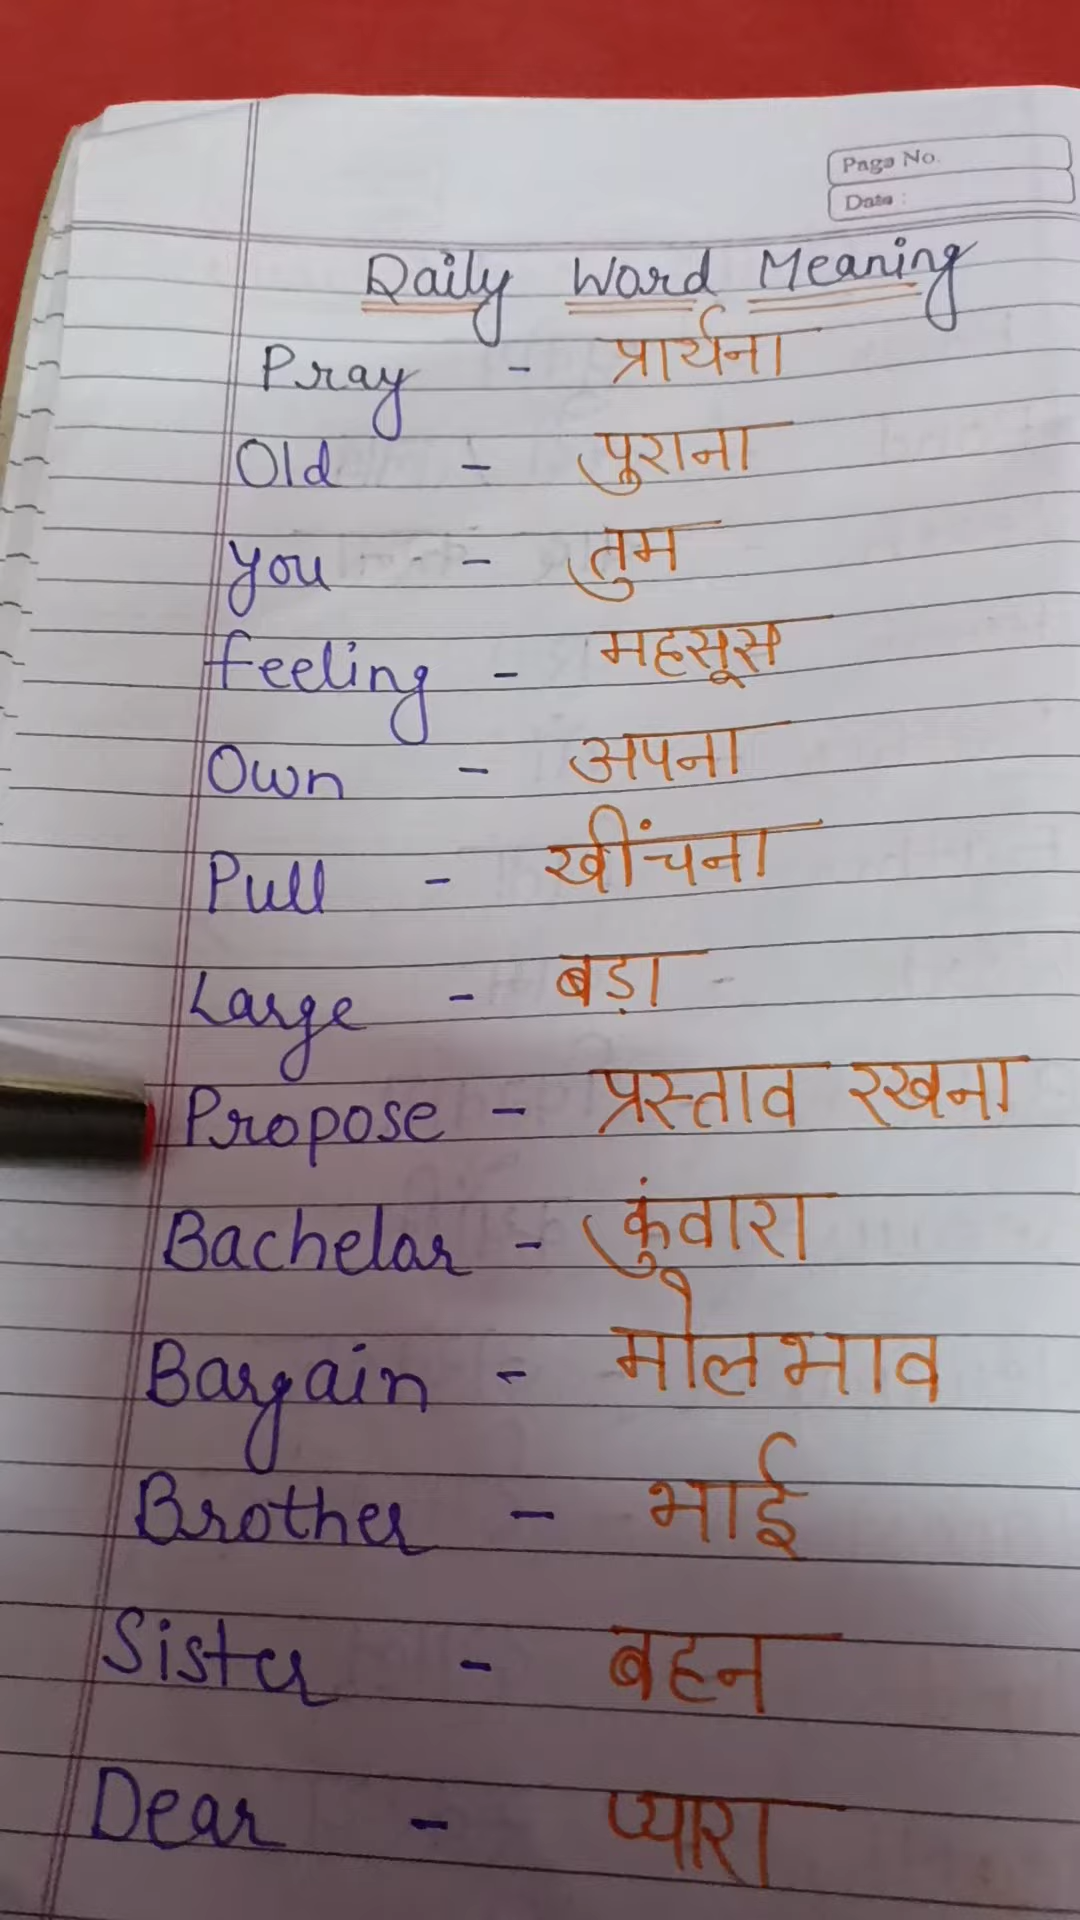 Page No.
Date :
Daily Word Meaning
Pray - प्रार्थना
Old - पुराना
you - तुम
feeling - महसूस
Own - अपना
Pull - खींचना
Large - बड़ा
Propose - प्रस्ताव रखना
Bachelor - कुंवारा
Bargain - मोलभाव
Brother - भाई
Sister - बहन
Dear - प्यारा